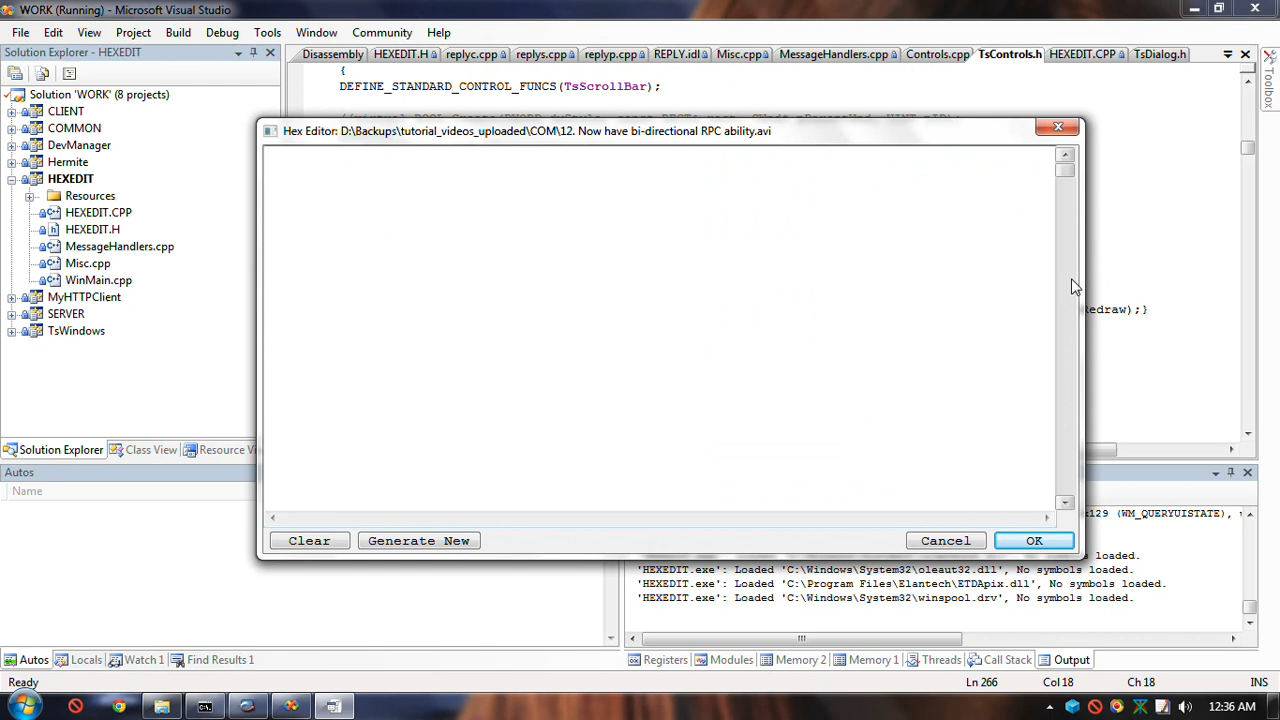 WORK (Running) - Microsoft Visual Studio
File Edit View Project Build Debug Tools Window Community Help
Solution Explorer - HEXEDIT
Disassembly HEXEDIT.H replyc.cpp replys.cpp replyp.cpp REPLY.idl Misc.cpp MessageHandlers.cpp Controls.cpp TsControls.h HEXEDIT.CPP TsDialog.h
Toolbox
{
DEFINE_STANDARD_CONTROL_FUNCS(TsScrollBar);
Solution 'WORK' (8 projects)
CLIENT
COMMON
DevManager
Hermite
HEXEDIT
Resources
HEXEDIT.CPP
HEXEDIT.H
MessageHandlers.cpp
Misc.cpp
WinMain.cpp
MyHTTPClient
SERVER
TsWindows
Hex Editor: D:\Backups\tutorial_videos_uploaded\COM\12. Now have bi-directional RPC ability.avi
Redraw);}
Clear Generate New Cancel OK
Solution Explorer Class View Resource Vi
Autos
Name
x129 (WM_QUERYUISTATE),
'HEXEDIT.exe': Loaded 'C:\Windows\System32\oleaut32.dll', No symbols loaded.
'HEXEDIT.exe': Loaded 'C:\Program Files\Elantech\ETDApix.dll', No symbols loaded.
'HEXEDIT.exe': Loaded 'C:\Windows\System32\winspool.drv', No symbols loaded.
Autos Locals Watch 1 Find Results 1
Registers Modules Memory 2 Memory 1 Threads Call Stack Output
Ready Ln 266 Col 18 Ch 18 INS
12:36 AM